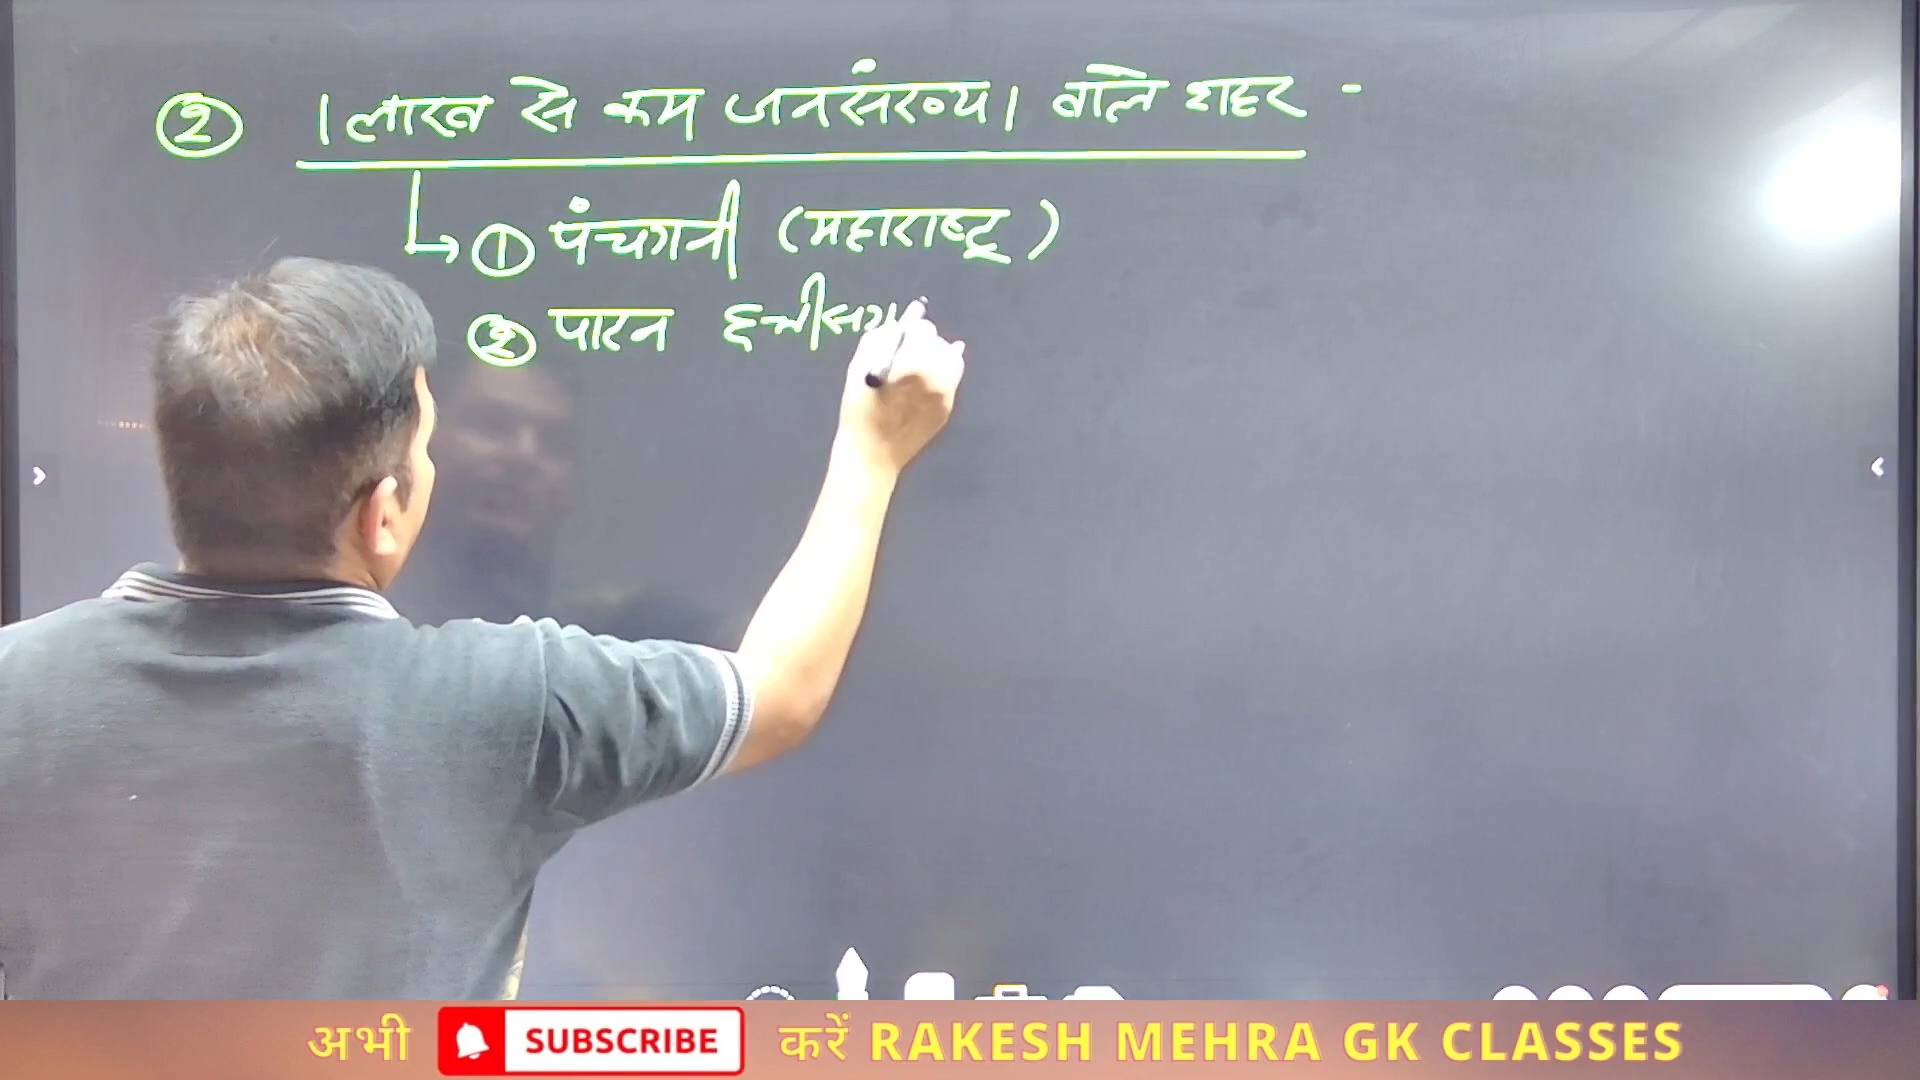 ② 1 लाख से कम जनसंख्या वाले शहर -
① पंचगनी (महाराष्ट्र)
② पाटन
अभी SUBSCRIBE करें RAKESH MEHRA GK CLASSES